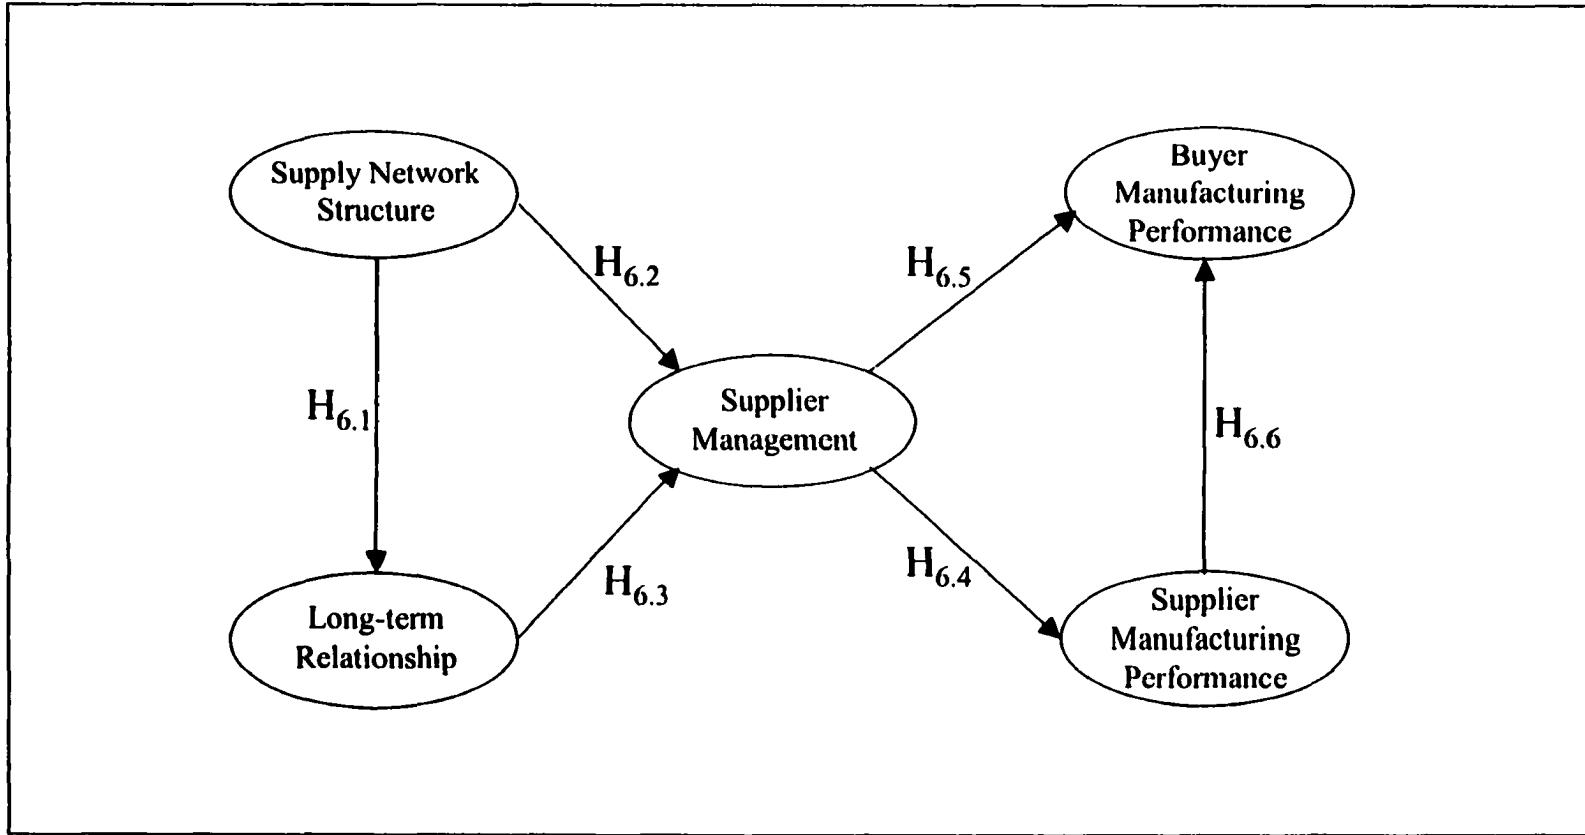 Supply Network
Structure
Buyer
Manufacturing
Performance
H6.2
H6.5
H6.1
Supplier
Management
H6.6
H6.3
H6.4
Long-term
Relationship
Supplier
Manufacturing
Performance